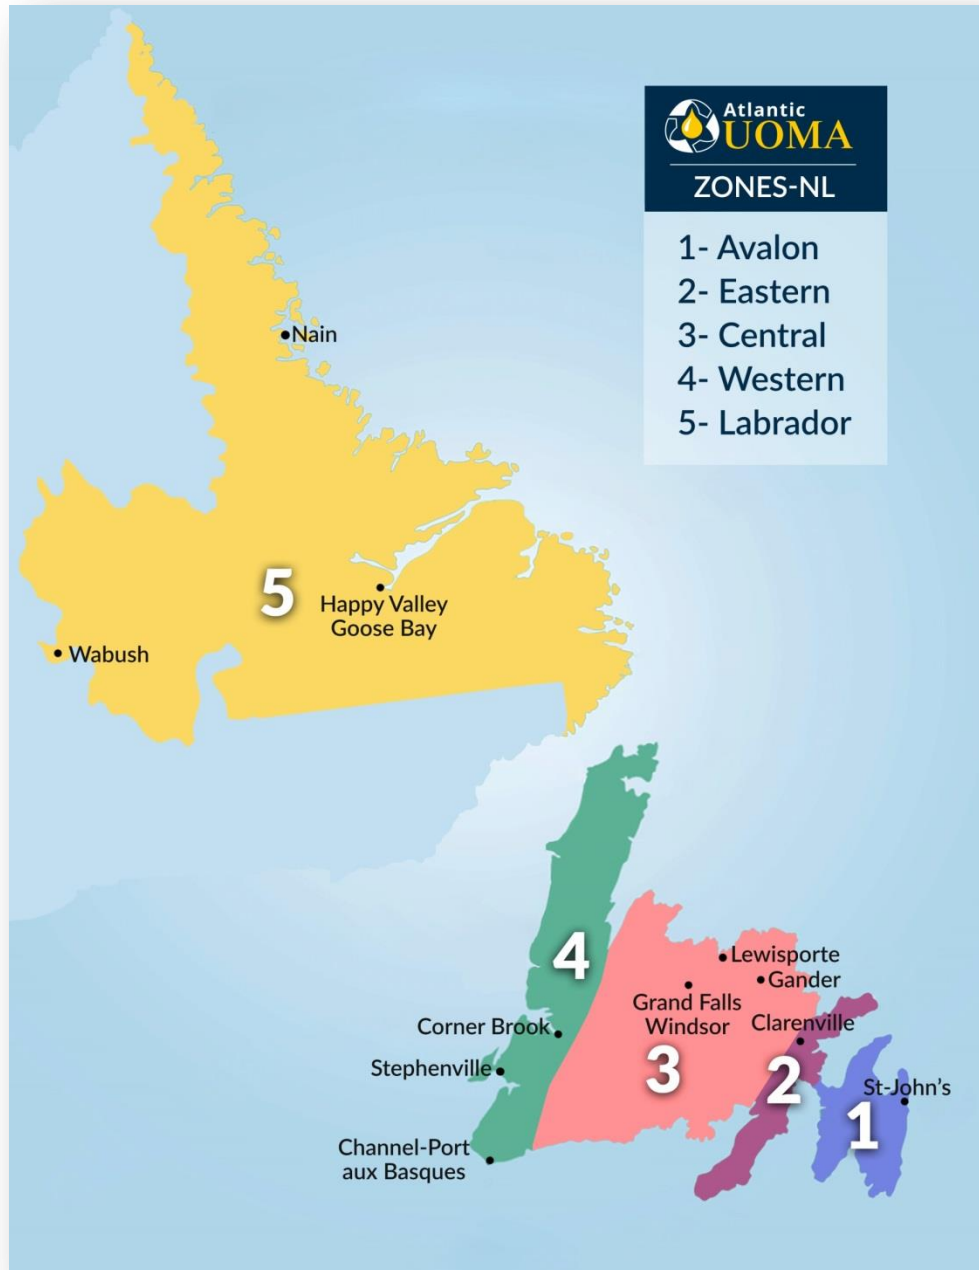 Atlantic
UOMA
ZONES-NL
1- Avalon
2- Eastern
3- Central
4- Western
5- Labrador
Nain
5
Happy Valley
Goose Bay
Wabush
4
Lewisporte
Gander
Grand Falls
Windsor
Clarenville
Corner Brook
Stephenville
3
2
St-John's
1
Channel-Port
aux Basques